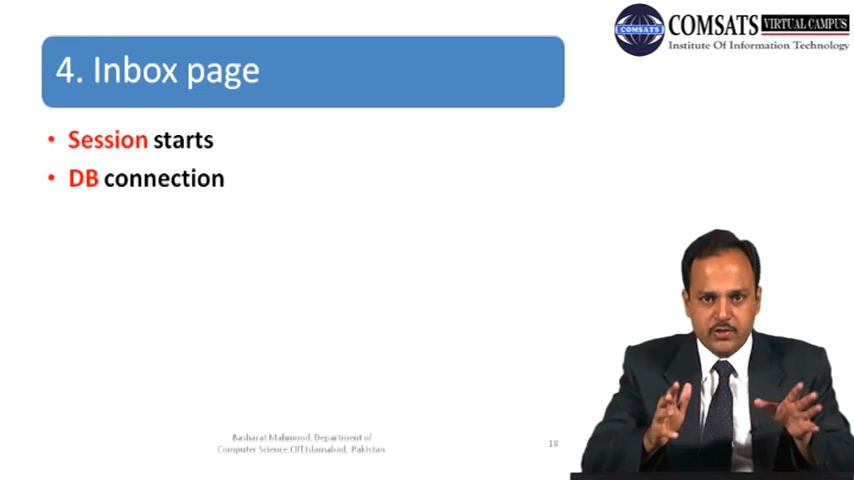 COMSATS VIRTUAL CAMPUS
COMSATS
Institute Of Information Technology
4. Inbox page
• Session starts
• DB connection
Basharat Mahmood, Department of
Computer Science,CIIT,Islamabad, Pakistan.
18